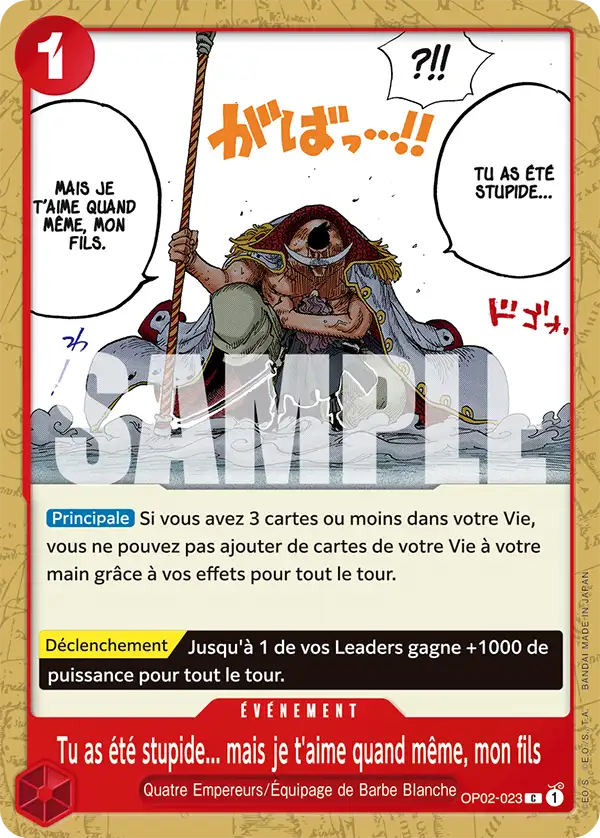 1
?!!
がばっ…!!
TU AS ÉTÉ
STUPIDE...
MAIS JE
T'AIME QUAND
MÊME, MON
FILS.
ドゴォ
SAMPLE
Principale Si vous avez 3 cartes ou moins dans votre Vie,
vous ne pouvez pas ajouter de cartes de votre Vie à votre
main grâce à vos effets pour tout le tour.
Déclenchement Jusqu'à 1 de vos Leaders gagne +1000 de
puissance pour tout le tour.
ÉVÉNEMENT
Tu as été stupide... mais je t'aime quand même, mon fils
Quatre Empereurs/Équipage de Barbe Blanche
OP02-023 C 1
BANDAI MADE IN JAPAN